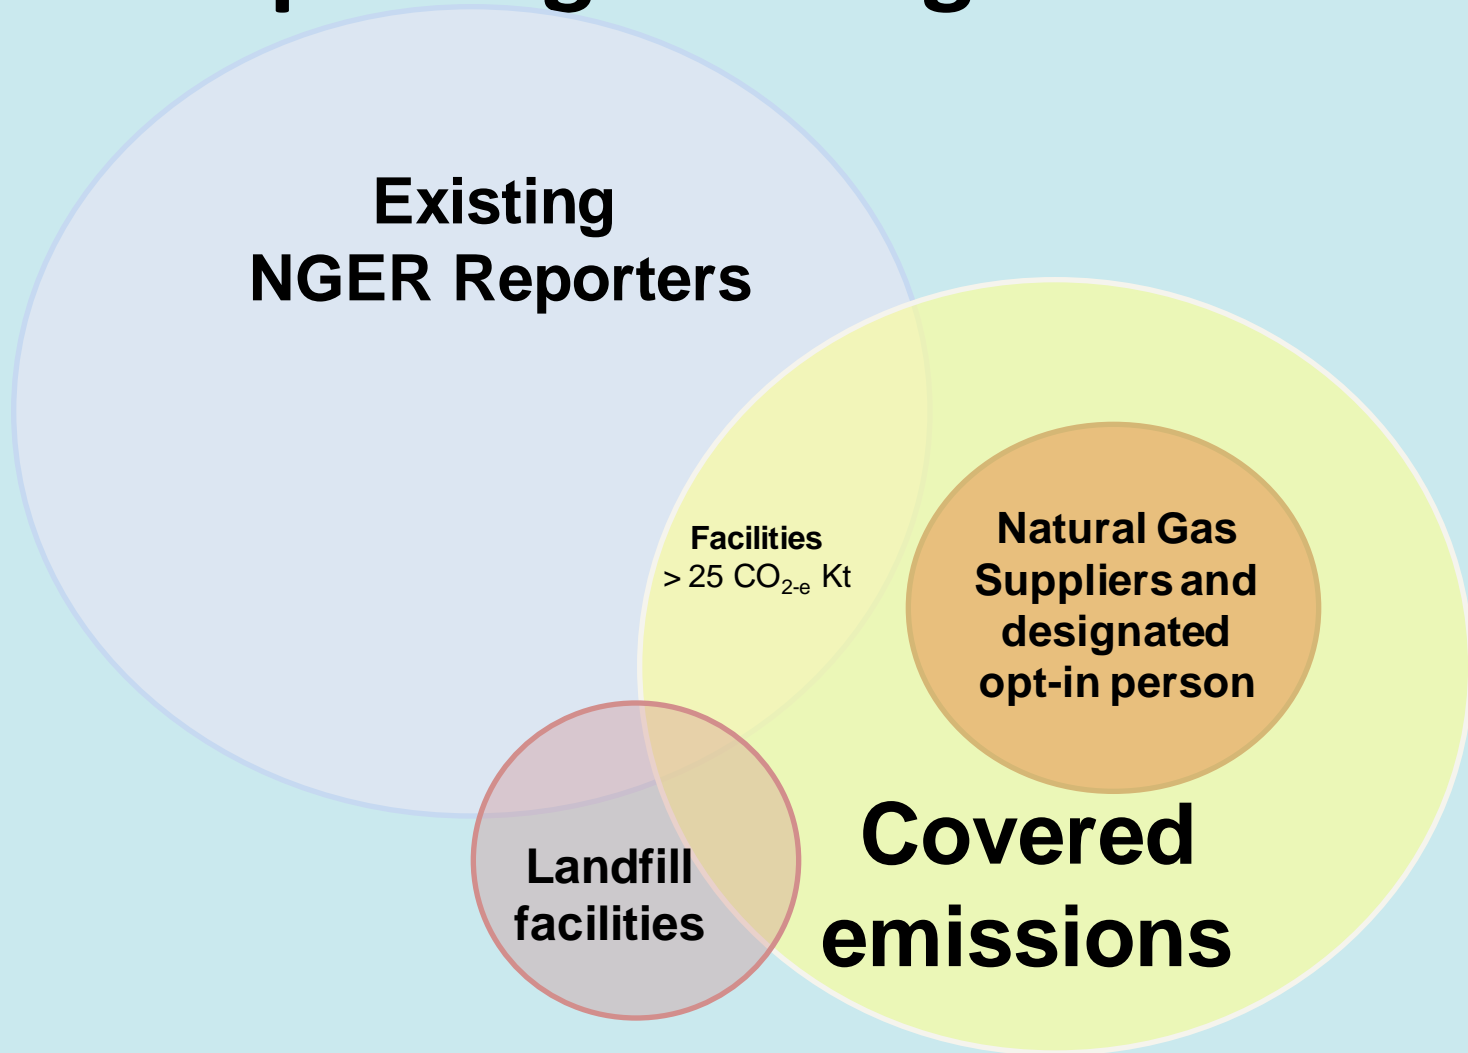 Existing
NGER Reporters
Facilities
> 25 CO2-e Kt
Natural Gas
Suppliers and
designated
opt-in person
Covered
emissions
Landfill
facilities